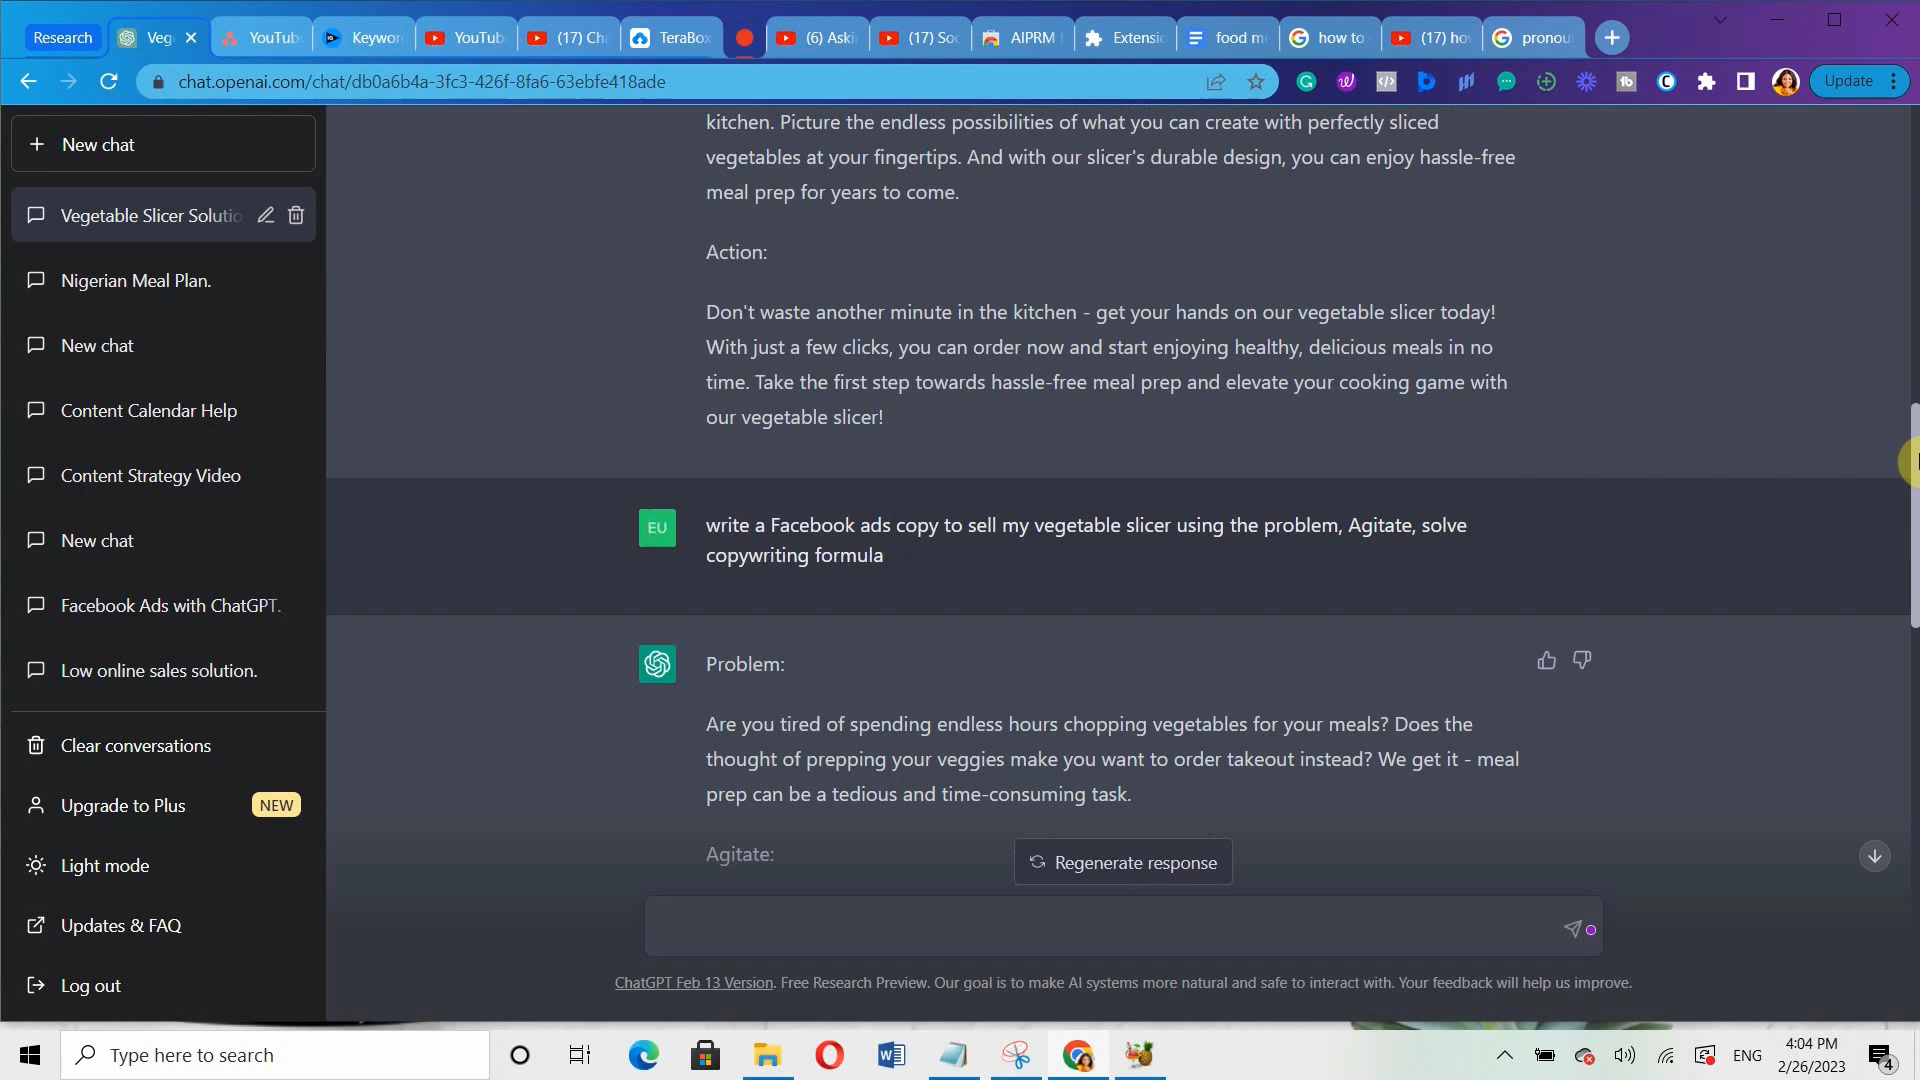 Research
Veg
YouTub
Keywor
YouTub
(17) Ch
TeraBox
(6) Aski
(17) Soc
AIPRM
Extensi
food m
how to
(17) ho
pronou
chat.openai.com/chat/db0a6b4a-3fc3-426f-8fa6-63ebfe418ade
Update
New chat
Vegetable Slicer Solutio
Nigerian Meal Plan.
New chat
Content Calendar Help
Content Strategy Video
New chat
Facebook Ads with ChatGPT.
Low online sales solution.
Clear conversations
Upgrade to Plus
NEW
Light mode
Updates & FAQ
Log out
kitchen. Picture the endless possibilities of what you can create with perfectly sliced
vegetables at your fingertips. And with our slicer's durable design, you can enjoy hassle-free
meal prep for years to come.
Action:
Don't waste another minute in the kitchen - get your hands on our vegetable slicer today!
With just a few clicks, you can order now and start enjoying healthy, delicious meals in no
time. Take the first step towards hassle-free meal prep and elevate your cooking game with
our vegetable slicer!
EU
write a Facebook ads copy to sell my vegetable slicer using the problem, Agitate, solve
copywriting formula
Problem:
Are you tired of spending endless hours chopping vegetables for your meals? Does the
thought of prepping your veggies make you want to order takeout instead? We get it - meal
prep can be a tedious and time-consuming task.
Agitate:
Regenerate response
ChatGPT Feb 13 Version. Free Research Preview. Our goal is to make AI systems more natural and safe to interact with. Your feedback will help us improve.
Type here to search
ENG
4:04 PM
2/26/2023
4